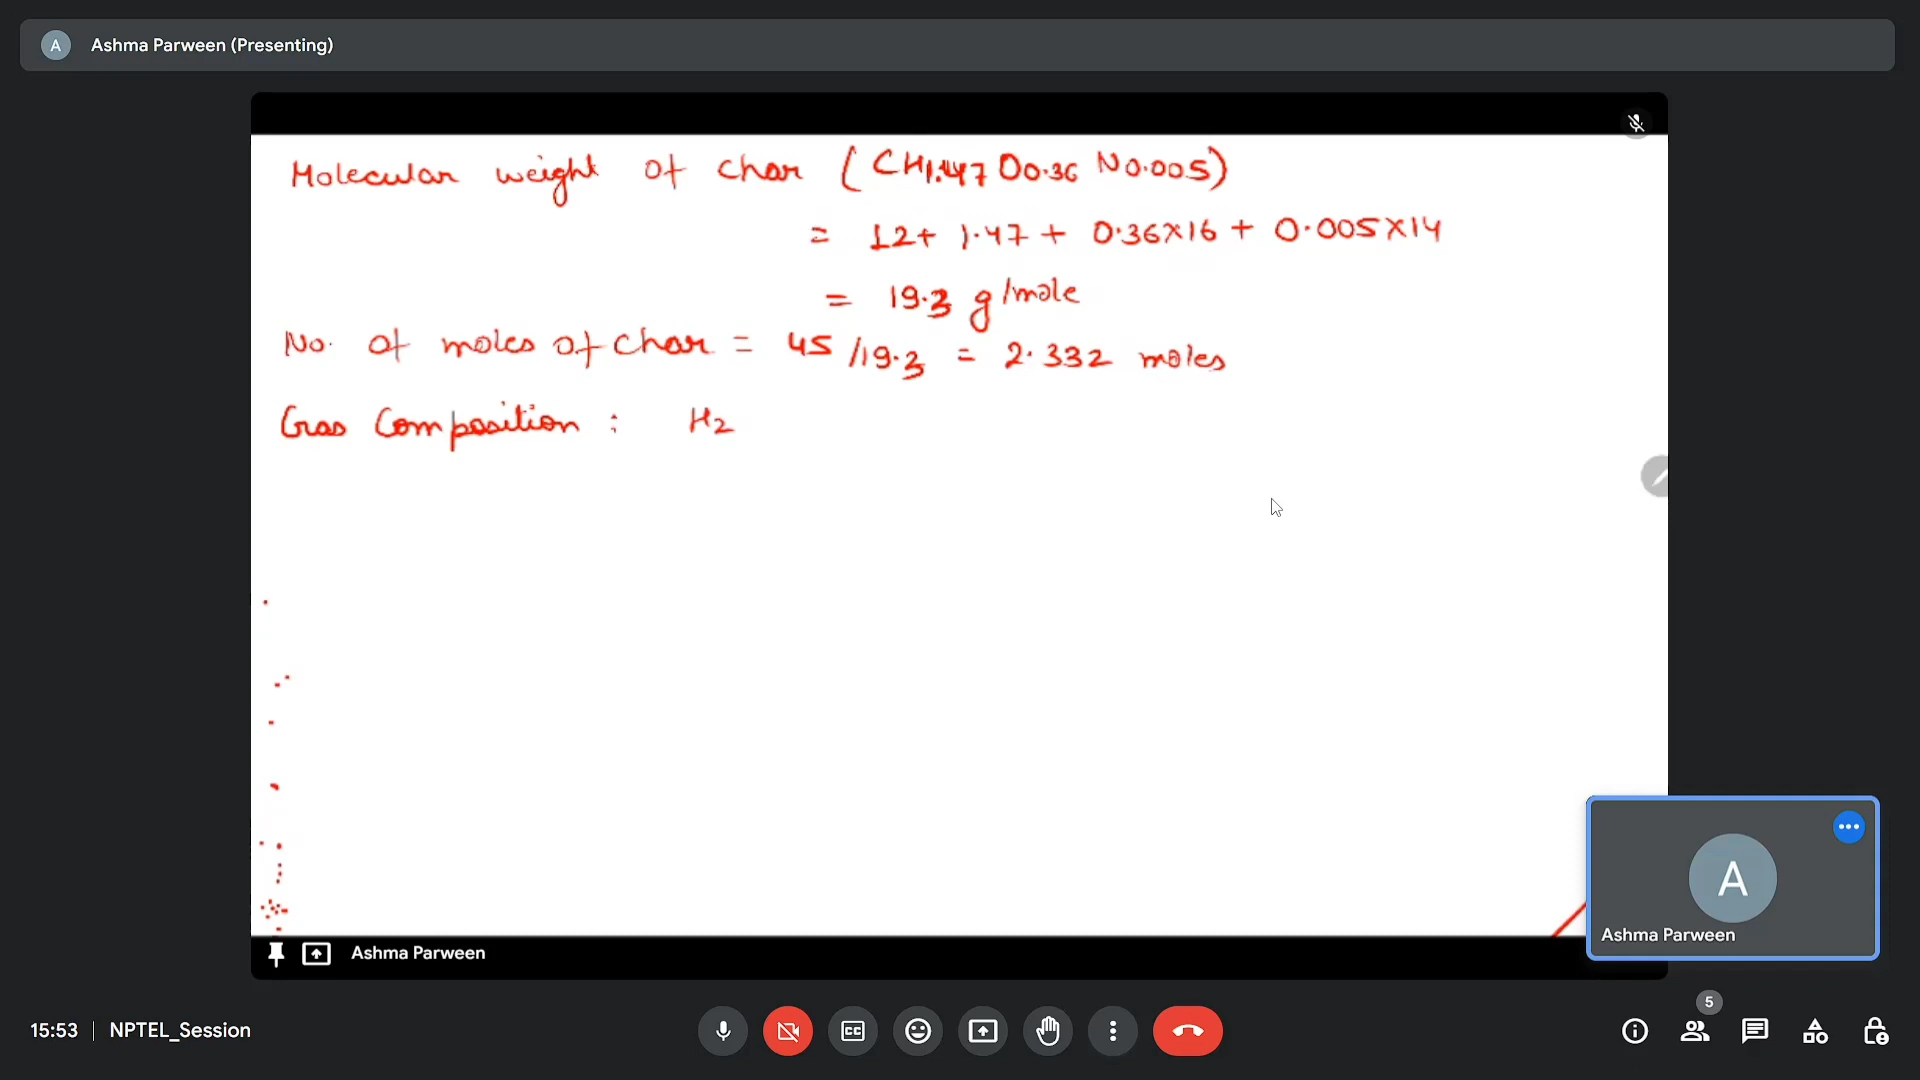 A Ashma Parween (Presenting)
Molecular weight of char (CH1.47 O0.36 N0.005)
= 12+ 1.47 + 0.36×16 + 0.005×14
= 19.3 g/mole
No. of moles of char = 45 /19.3 = 2.332 moles
Gas Composition : H2
A
Ashma Parween
Ashma Parween
5
15:53 | NPTEL_Session
CC